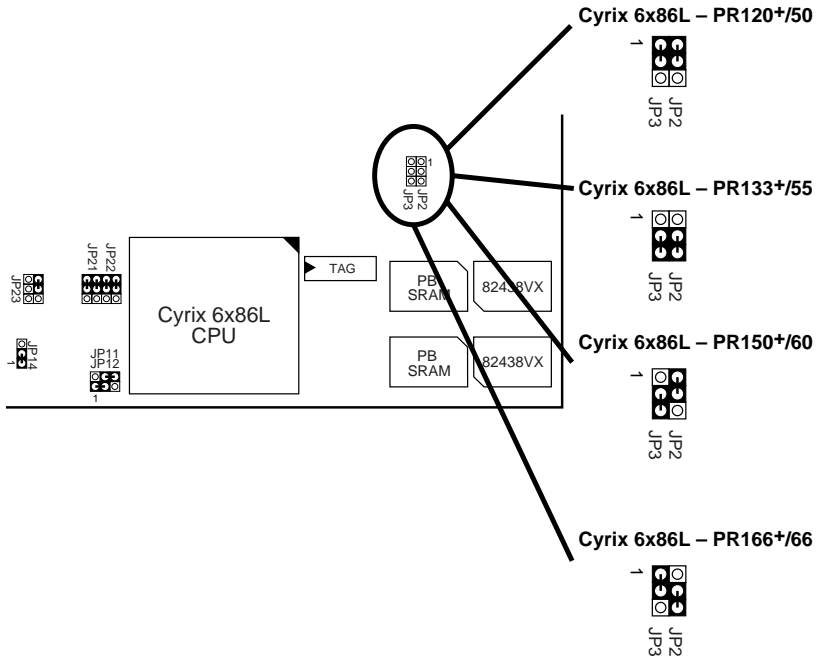 Cyrix 6x86L – PR120+/50
1
JP3 JP2
1
JP3 JP2
Cyrix 6x86L – PR133+/55
1
JP3 JP2
JP23
JP21 JP22
TAG
Cyrix 6x86L
CPU
PB
SRAM
82438VX
JP14
1
JP11
JP12
1
PB
SRAM
82438VX
Cyrix 6x86L – PR150+/60
1
JP3 JP2
Cyrix 6x86L – PR166+/66
1
JP3 JP2